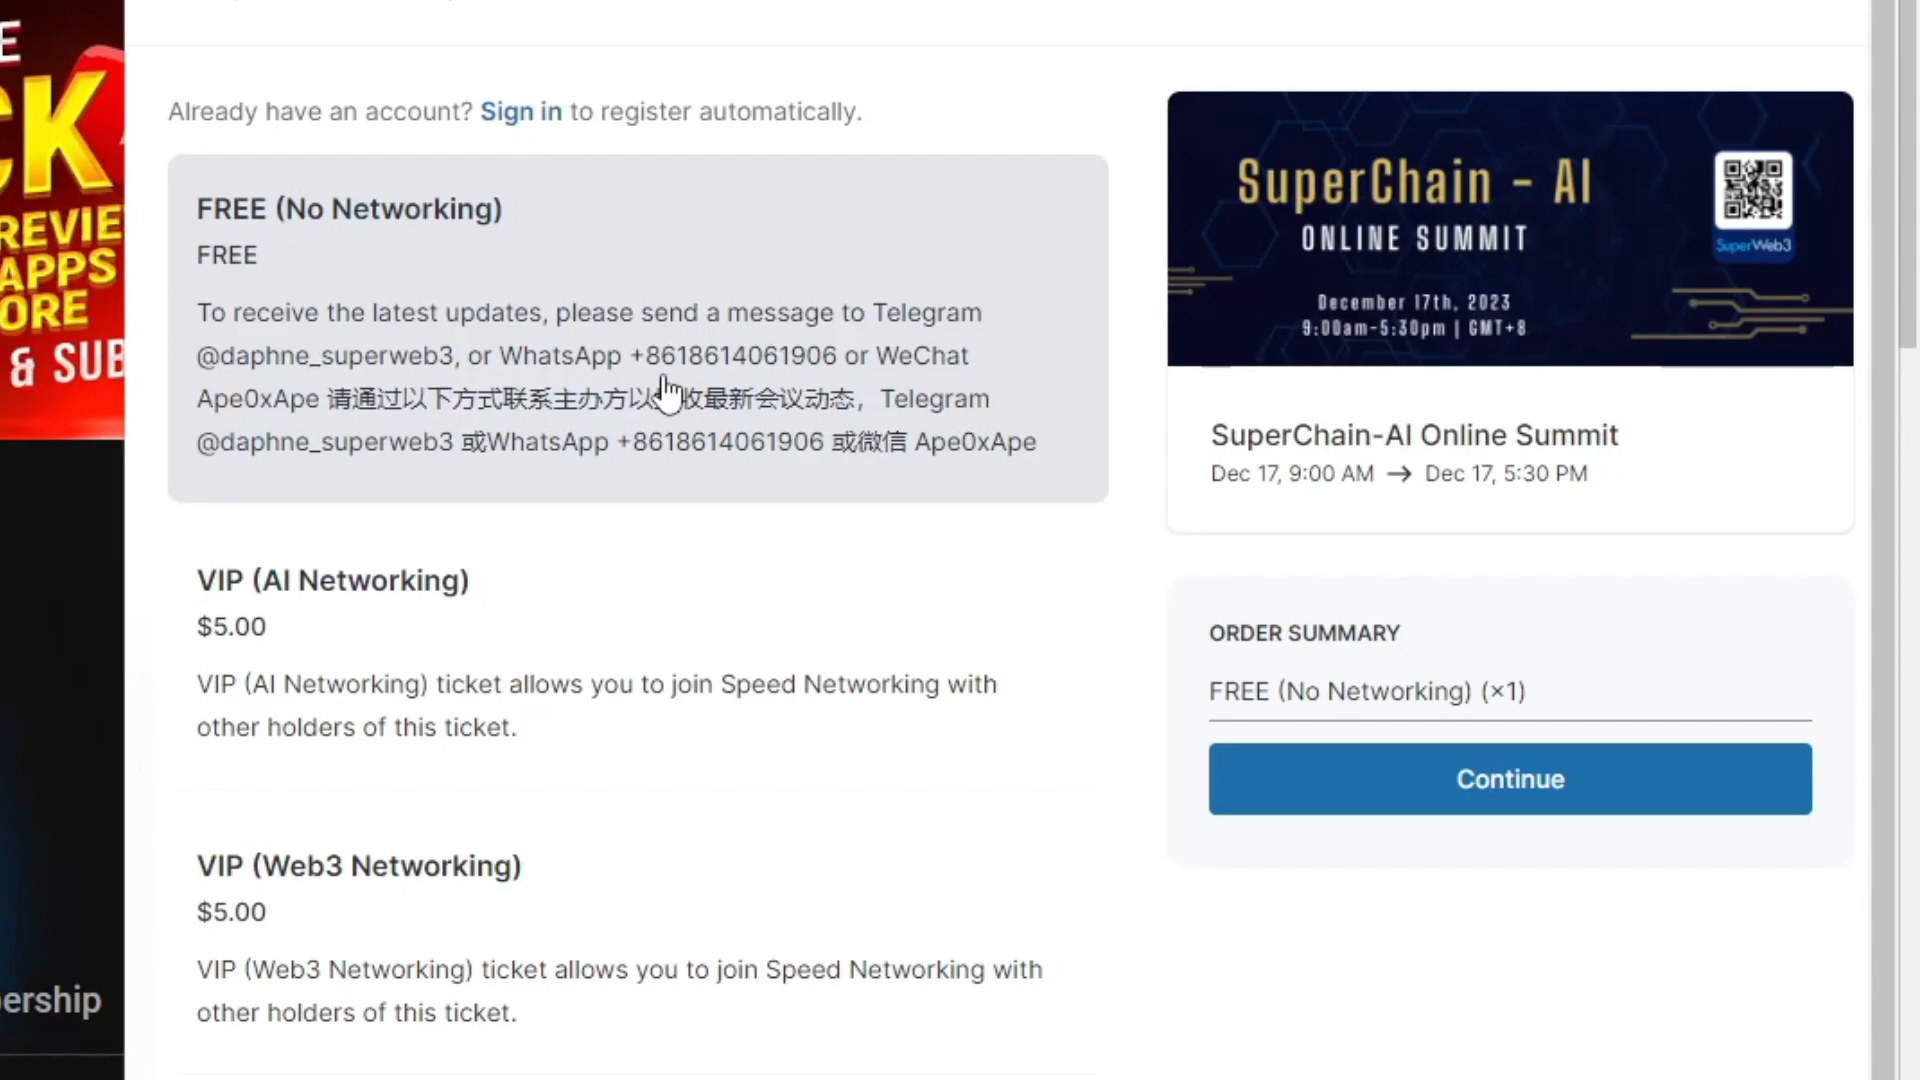 E
CK
REVIE
APPS
ORE
& SUB
ership
Already have an account? Sign in to register automatically.
FREE (No Networking)
FREE
To receive the latest updates, please send a message to Telegram
@daphne_superweb3, or WhatsApp +8618614061906 or WeChat
Ape0xApe 请通过以下方式联系主办方以收最新会议动态，Telegram
@daphne_superweb3 或WhatsApp +8618614061906 或微信 Ape0xApe
VIP (AI Networking)
$5.00
VIP (AI Networking) ticket allows you to join Speed Networking with
other holders of this ticket.
VIP (Web3 Networking)
$5.00
VIP (Web3 Networking) ticket allows you to join Speed Networking with
other holders of this ticket.
SuperChain - AI
ONLINE SUMMIT
SuperWeb3
December 17th, 2023
9:00am-5:30pm | GMT+8
SuperChain-AI Online Summit
Dec 17, 9:00 AM → Dec 17, 5:30 PM
ORDER SUMMARY
FREE (No Networking) (×1)
Continue